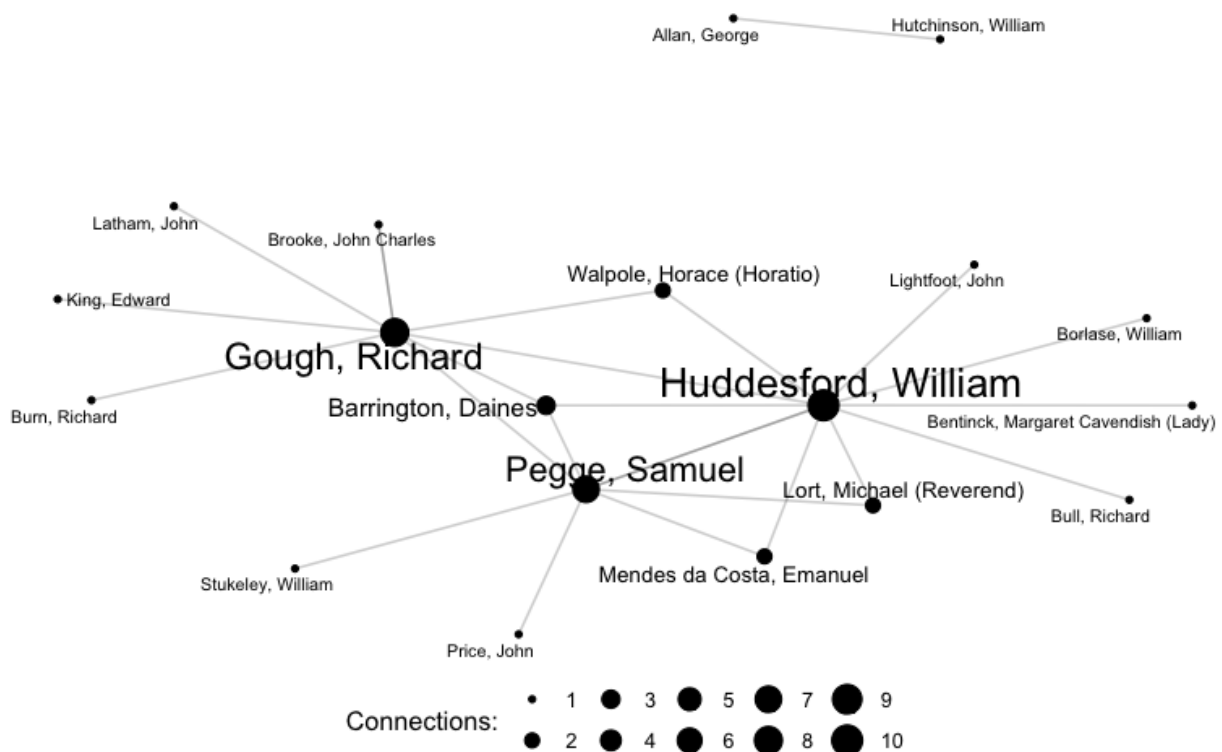 Allan, George
Hutchinson, William
Latham, John
Brooke, John Charles
Walpole, Horace (Horatio)
Lightfoot, John
King, Edward
Borlase, William
Gough, Richard
Huddesford, William
Burn, Richard
Barrington, Daines
Bentinck, Margaret Cavendish (Lady)
Pegge, Samuel
Lort, Michael (Reverend)
Bull, Richard
Stukeley, William
Mendes da Costa, Emanuel
Price, John
Connections:
1 3 5 7 9
2 4 6 8 10